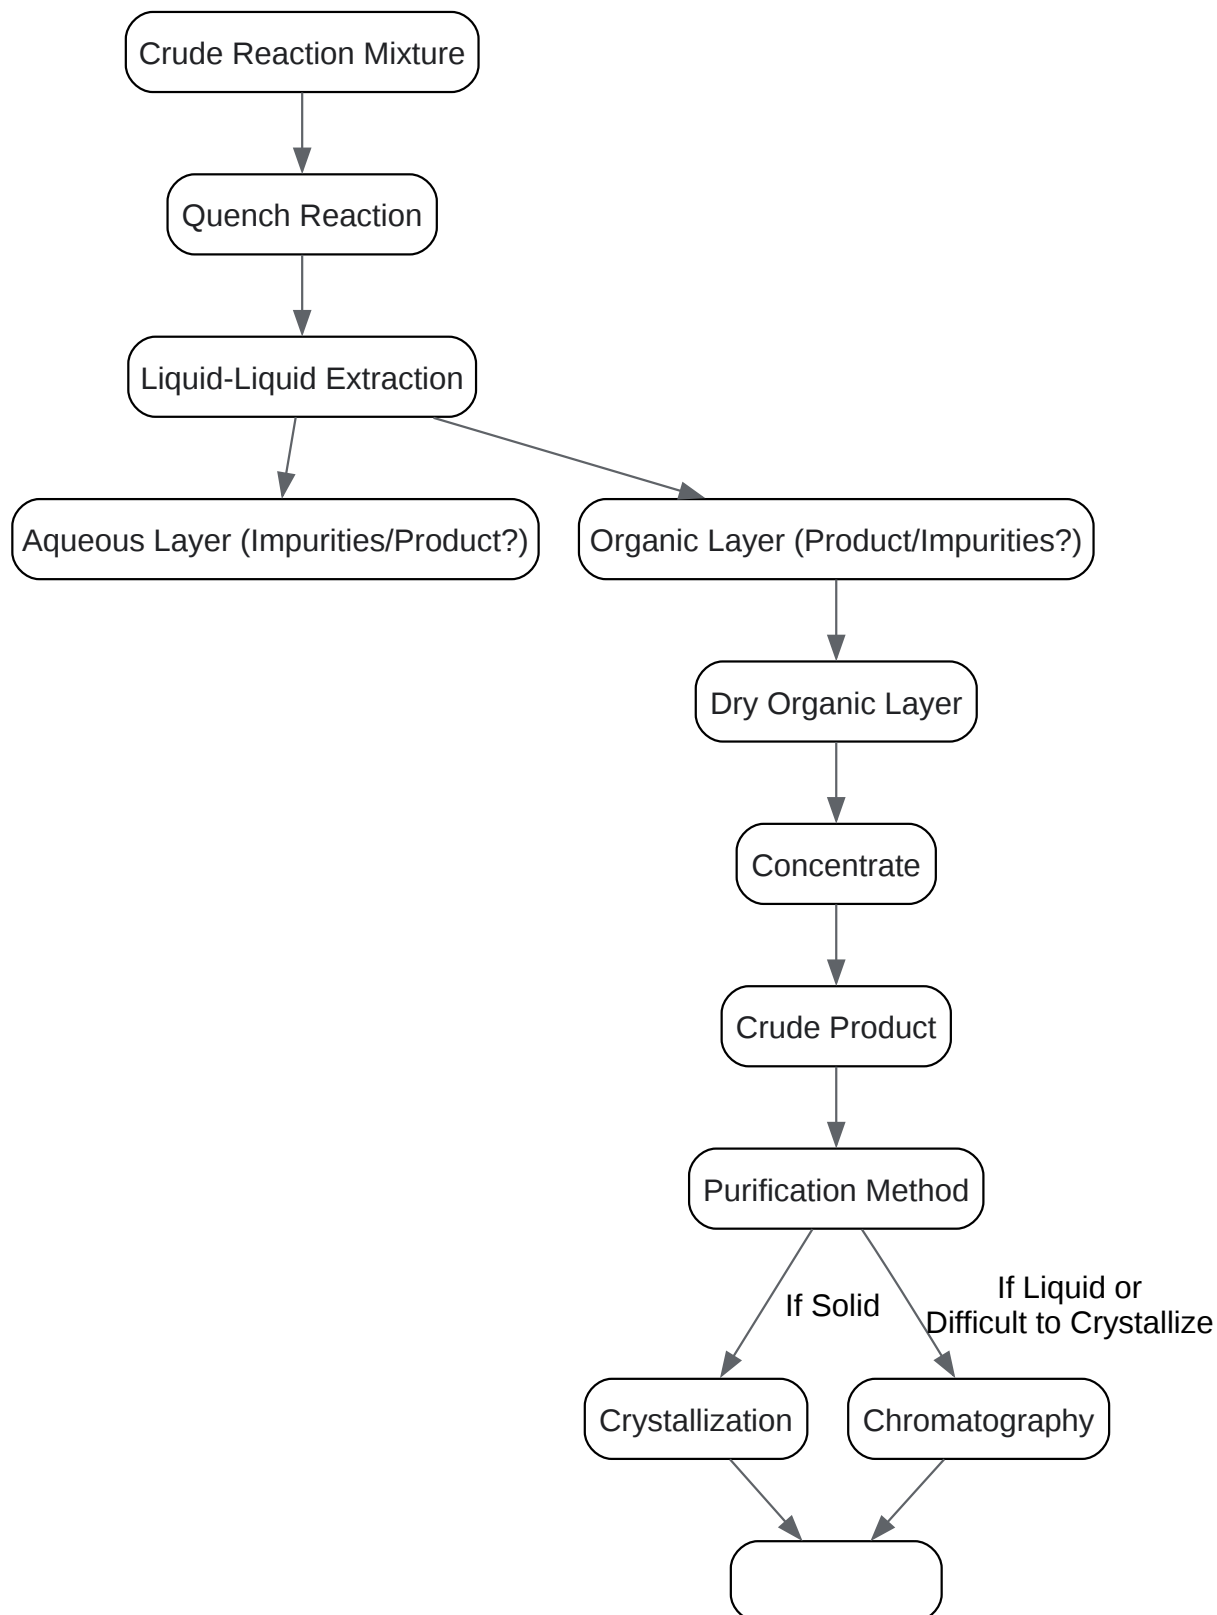 Crude Reaction Mixture
Quench Reaction
Liquid-Liquid Extraction
Aqueous Layer (Impurities/Product?)
Organic Layer (Product/Impurities?)
Dry Organic Layer
Concentrate
Crude Product
Purification Method
If Solid
If Liquid or
Difficult to Crystallize
Crystallization
Chromatography